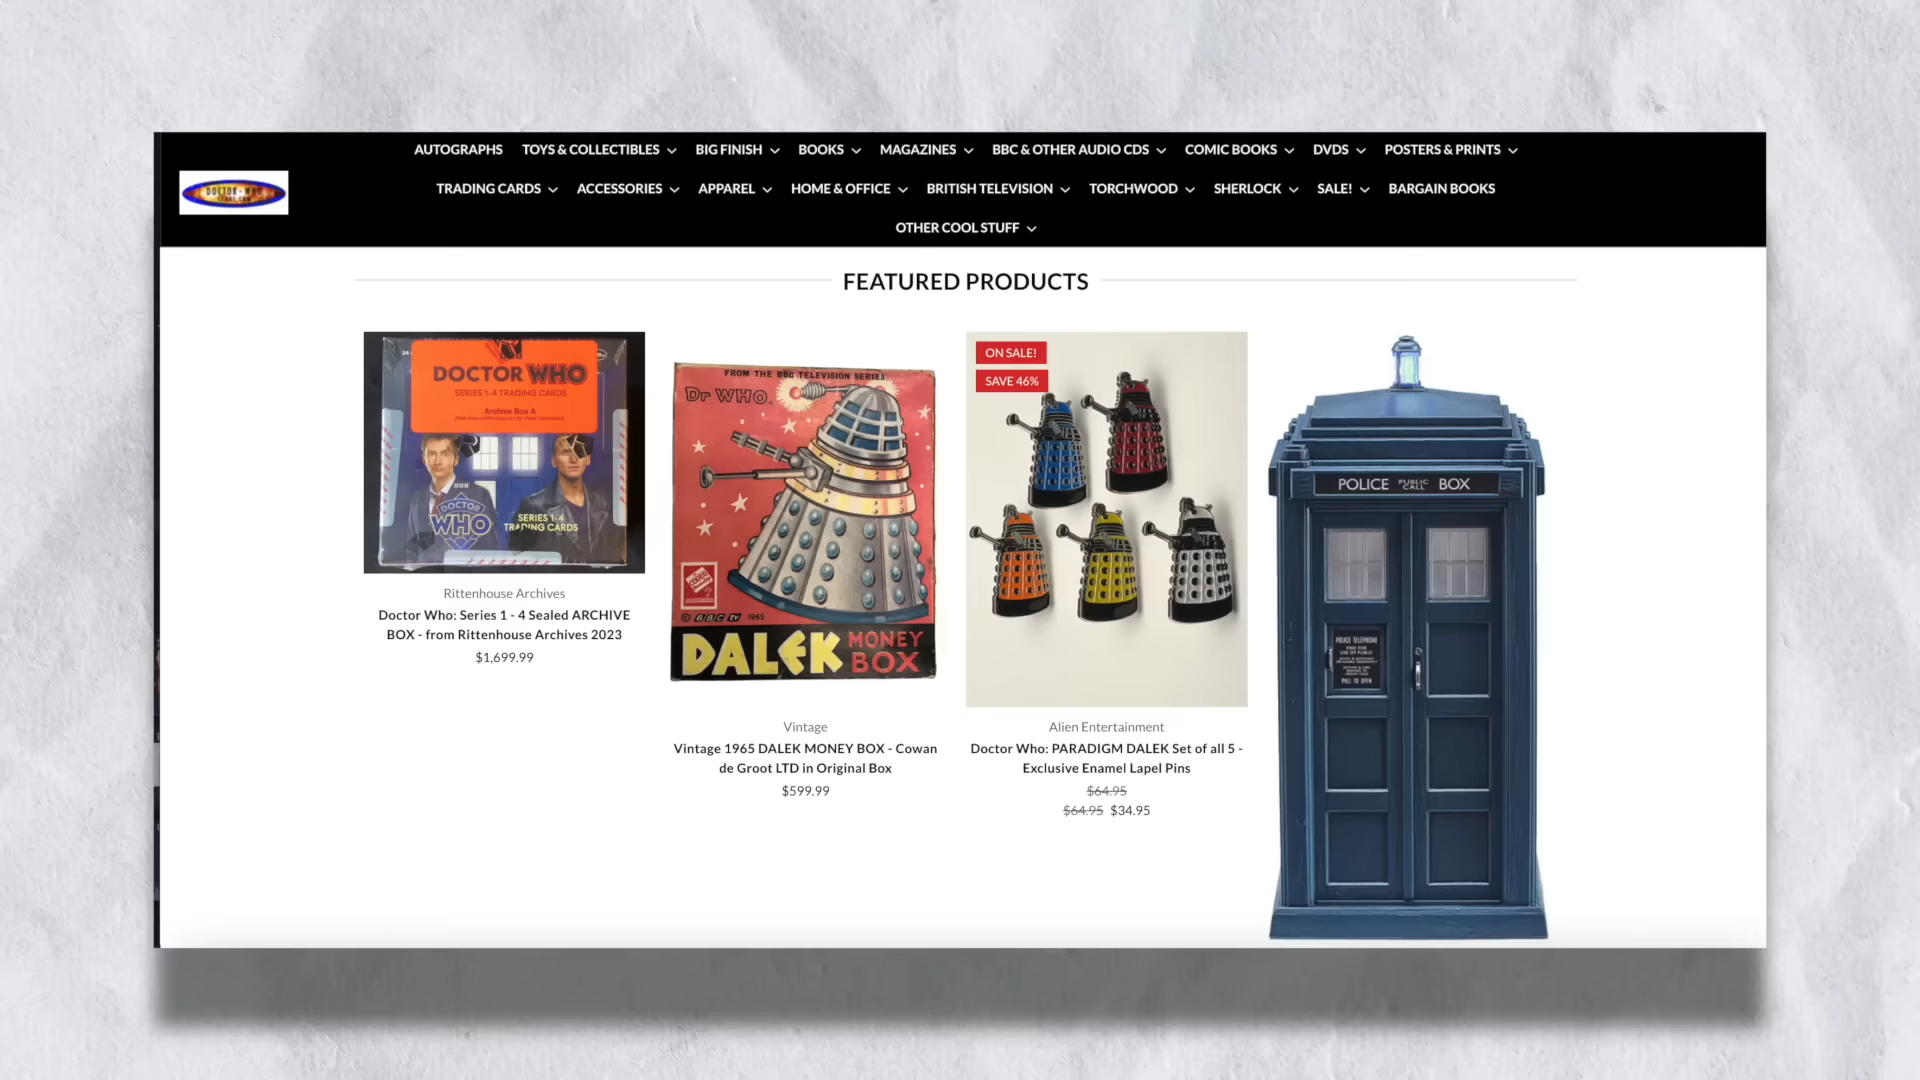 AUTOGRAPHS TOYS & COLLECTIBLES BIG FINISH BOOKS MAGAZINES BBC & OTHER AUDIO CDS COMIC BOOKS DVDS POSTERS & PRINTS
DOCTOR WHO
STORE.COM
TRADING CARDS ACCESSORIES APPAREL HOME & OFFICE BRITISH TELEVISION TORCHWOOD SHERLOCK SALE! BARGAIN BOOKS
OTHER COOL STUFF
FEATURED PRODUCTS
DOCTOR WHO
SERIES 1-4 TRADING CARDS
Archive Box A
BBC
DOCTOR
WHO
SERIES 1-4
TRADING CARDS
Rittenhouse Archives
Doctor Who: Series 1 - 4 Sealed ARCHIVE
BOX - from Rittenhouse Archives 2023
$1,699.99
FROM THE BBC TELEVISION SERIES
Dr WHO.
© BBC tv 1965
DALEK MONEY
BOX
Vintage
Vintage 1965 DALEK MONEY BOX - Cowan
de Groot LTD in Original Box
$599.99
ON SALE!
SAVE 46%
Alien Entertainment
Doctor Who: PARADIGM DALEK Set of all 5 -
Exclusive Enamel Lapel Pins
$64.95
$64.95 $34.95
POLICE PUBLIC CALL BOX
POLICE TELEPHONE
FREE FOR
USE OF PUBLIC
PULL TO OPEN